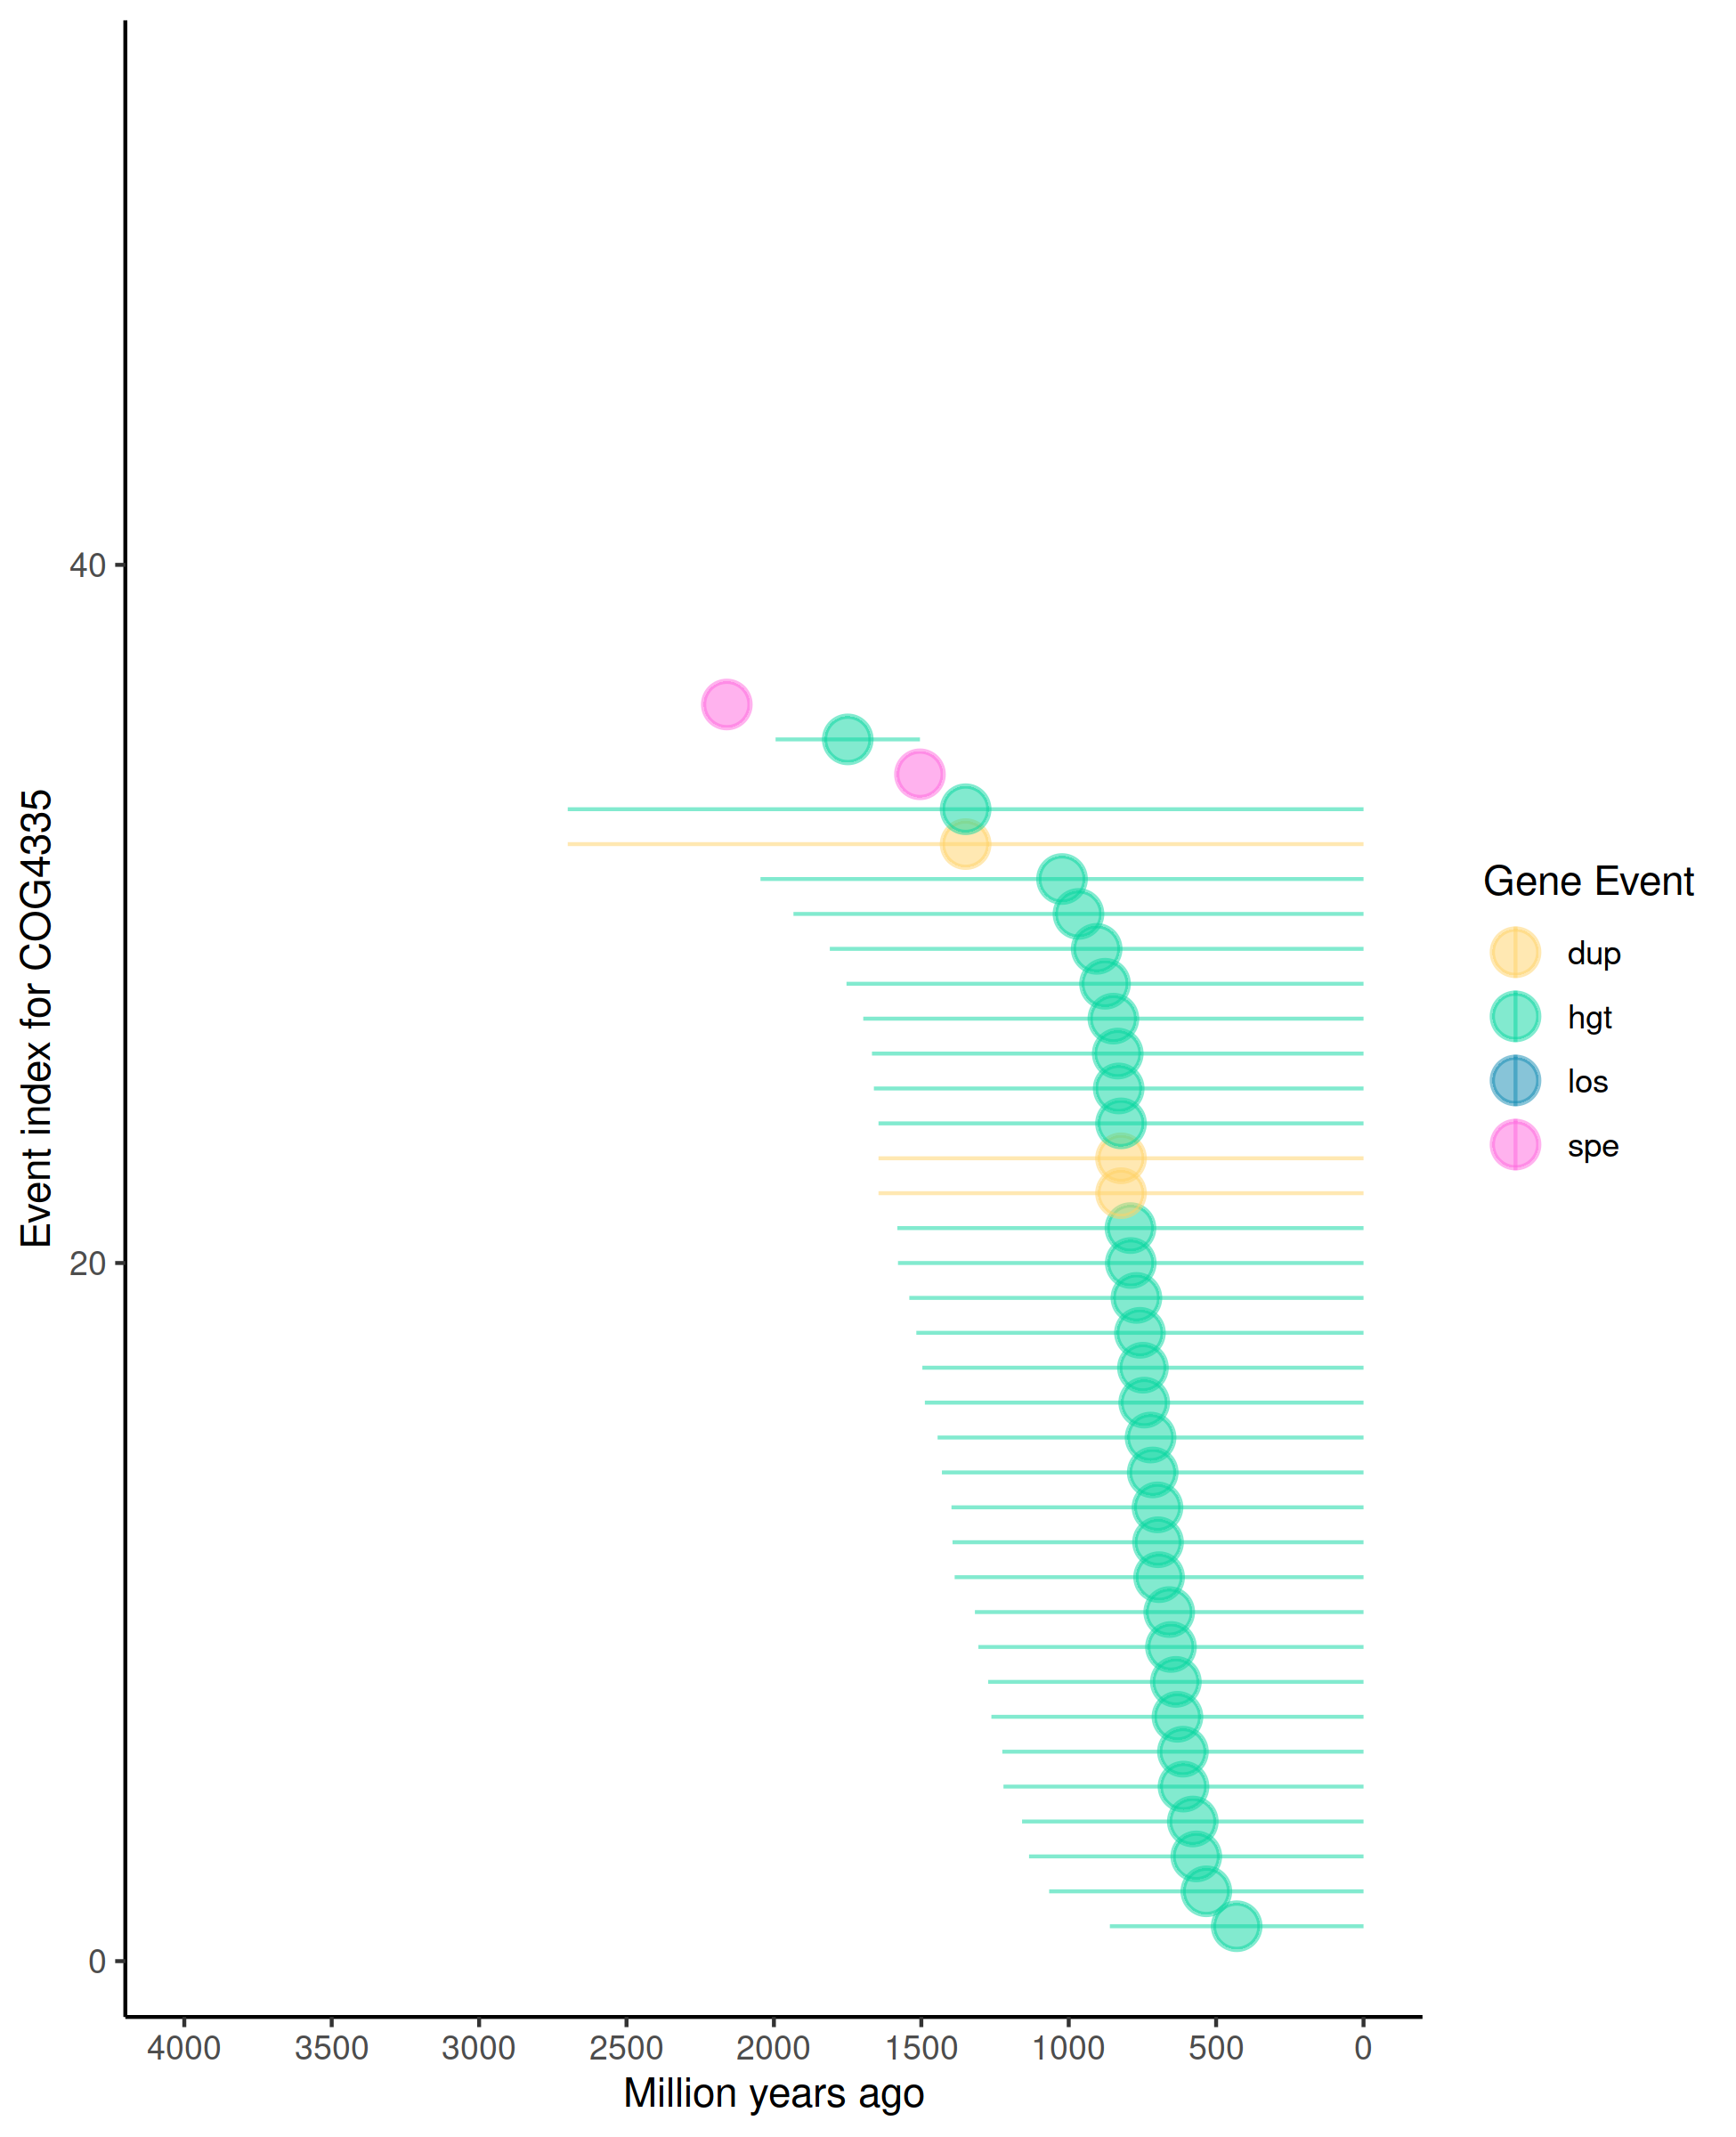 Event index for COG4335
40
20
0
4000 3500 3000 2500 2000 1500 1000 500 0
Million years ago
Gene Event
dup
hgt
los
spe